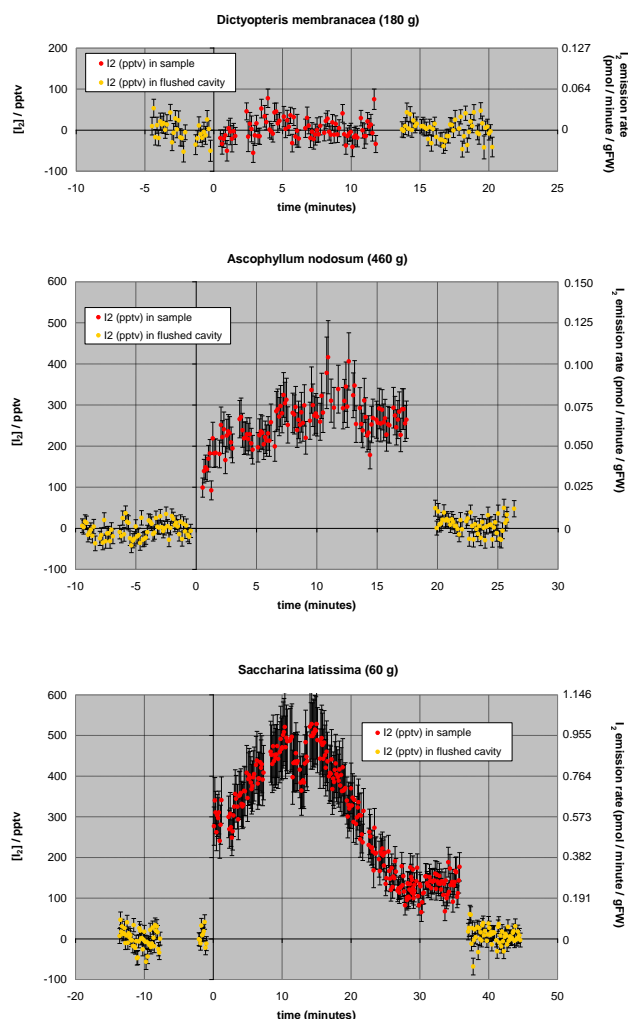 Dictyopteris membranacea (180 g)
I2 (pptv) in sample
I2 (pptv) in flushed cavity
[I₂] / pptv
200
100
0
-100
0.127
0.064
0
I₂ emission rate
(pmol / minute / gFW)
-10 -5 0 5 10 15 20 25
time (minutes)
Ascophyllum nodosum (460 g)
I2 (pptv) in sample
I2 (pptv) in flushed cavity
[I₂] / pptv
600
500
400
300
200
100
0
-100
0.150
0.125
0.100
0.075
0.050
0.025
0
I₂ emission rate (pmol / minute / gFW)
-10 -5 0 5 10 15 20 25 30
time (minutes)
Saccharina latissima (60 g)
I2 (pptv) in sample
I2 (pptv) in flushed cavity
[I₂] / pptv
600
500
400
300
200
100
0
-100
1.146
0.955
0.764
0.573
0.382
0.191
0
I₂ emission rate (pmol / minute / gFW)
-20 -10 0 10 20 30 40 50
time (minutes)